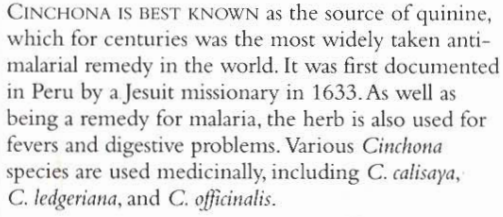 CINCHONA IS BEST KNOWN as the source of quinine,
which for centuries was the most widely taken anti-
malarial remedy in the world. It was first documented
in Peru by a Jesuit missionary in 1633. As well as
being a remedy for malaria, the herb is also used for
fevers and digestive problems. Various Cinchona
species are used medicinally, including C. calisaya,
C. ledgeriana, and C. officinalis.